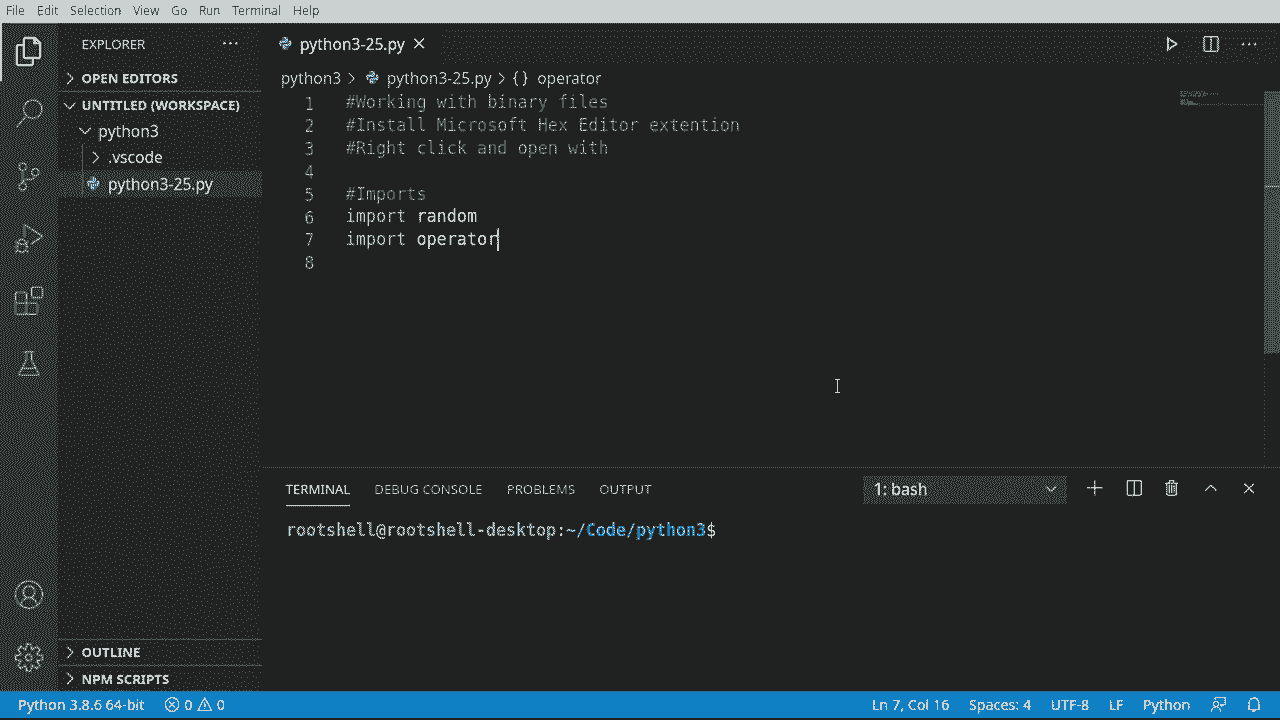 File Edit Selection View Go Run Terminal Help
EXPLORER
python3-25.py
OPEN EDITORS
UNTITLED (WORKSPACE)
python3
.vscode
python3-25.py
OUTLINE
NPM SCRIPTS
python3 > python3-25.py > {} operator
1 #Working with binary files
2 #Install Microsoft Hex Editor extention
3 #Right click and open with
4
5 #Imports
6 import random
7 import operator
8
TERMINAL DEBUG CONSOLE PROBLEMS OUTPUT 1: bash
rootshell@rootshell-desktop:~/Code/python3$
Python 3.8.6 64-bit 0 0 Ln 7, Col 16 Spaces: 4 UTF-8 LF Python